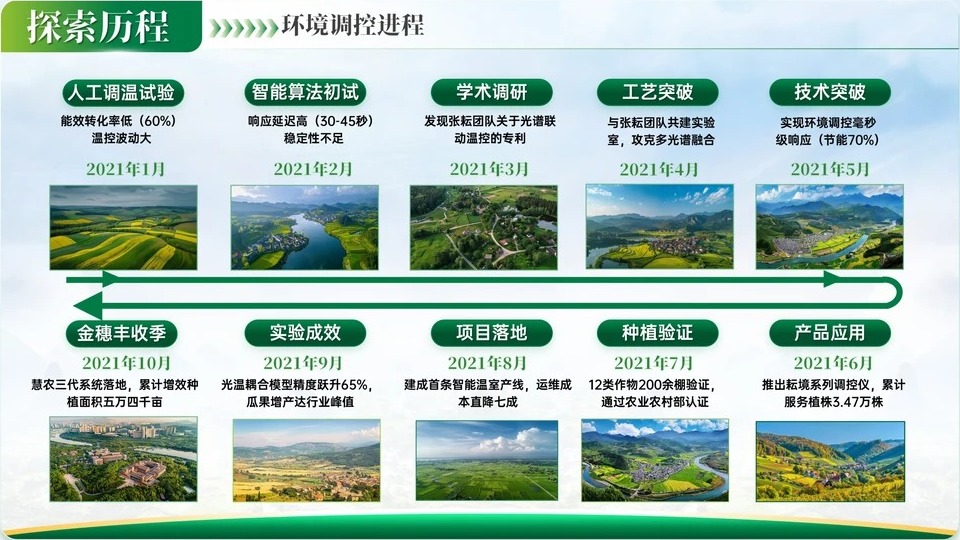 探索历程
环境调控进程
人工调温试验
能效转化率低（60%）
温控波动大
2021年1月
智能算法初试
响应延迟高（30-45秒）
稳定性不足
2021年2月
学术调研
发现张耘团队关于光谱联
动温控的专利
2021年3月
工艺突破
与张耘团队共建实验
室，攻克多光谱融合
2021年4月
技术突破
实现环境调控毫秒
级响应（节能70%）
2021年5月
金穗丰收季
2021年10月
慧农三代系统落地，累计增效种
植面积五万四千亩
实验成效
2021年9月
光温耦合模型精度跃升65%，
瓜果增产达行业峰值
项目落地
2021年8月
建成首条智能温室产线，运维成
本直降七成
种植验证
2021年7月
12类作物200余棚验证，
通过农业农村部认证
产品应用
2021年6月
推出耘境系列调控仪，累计
服务植株3.47万株